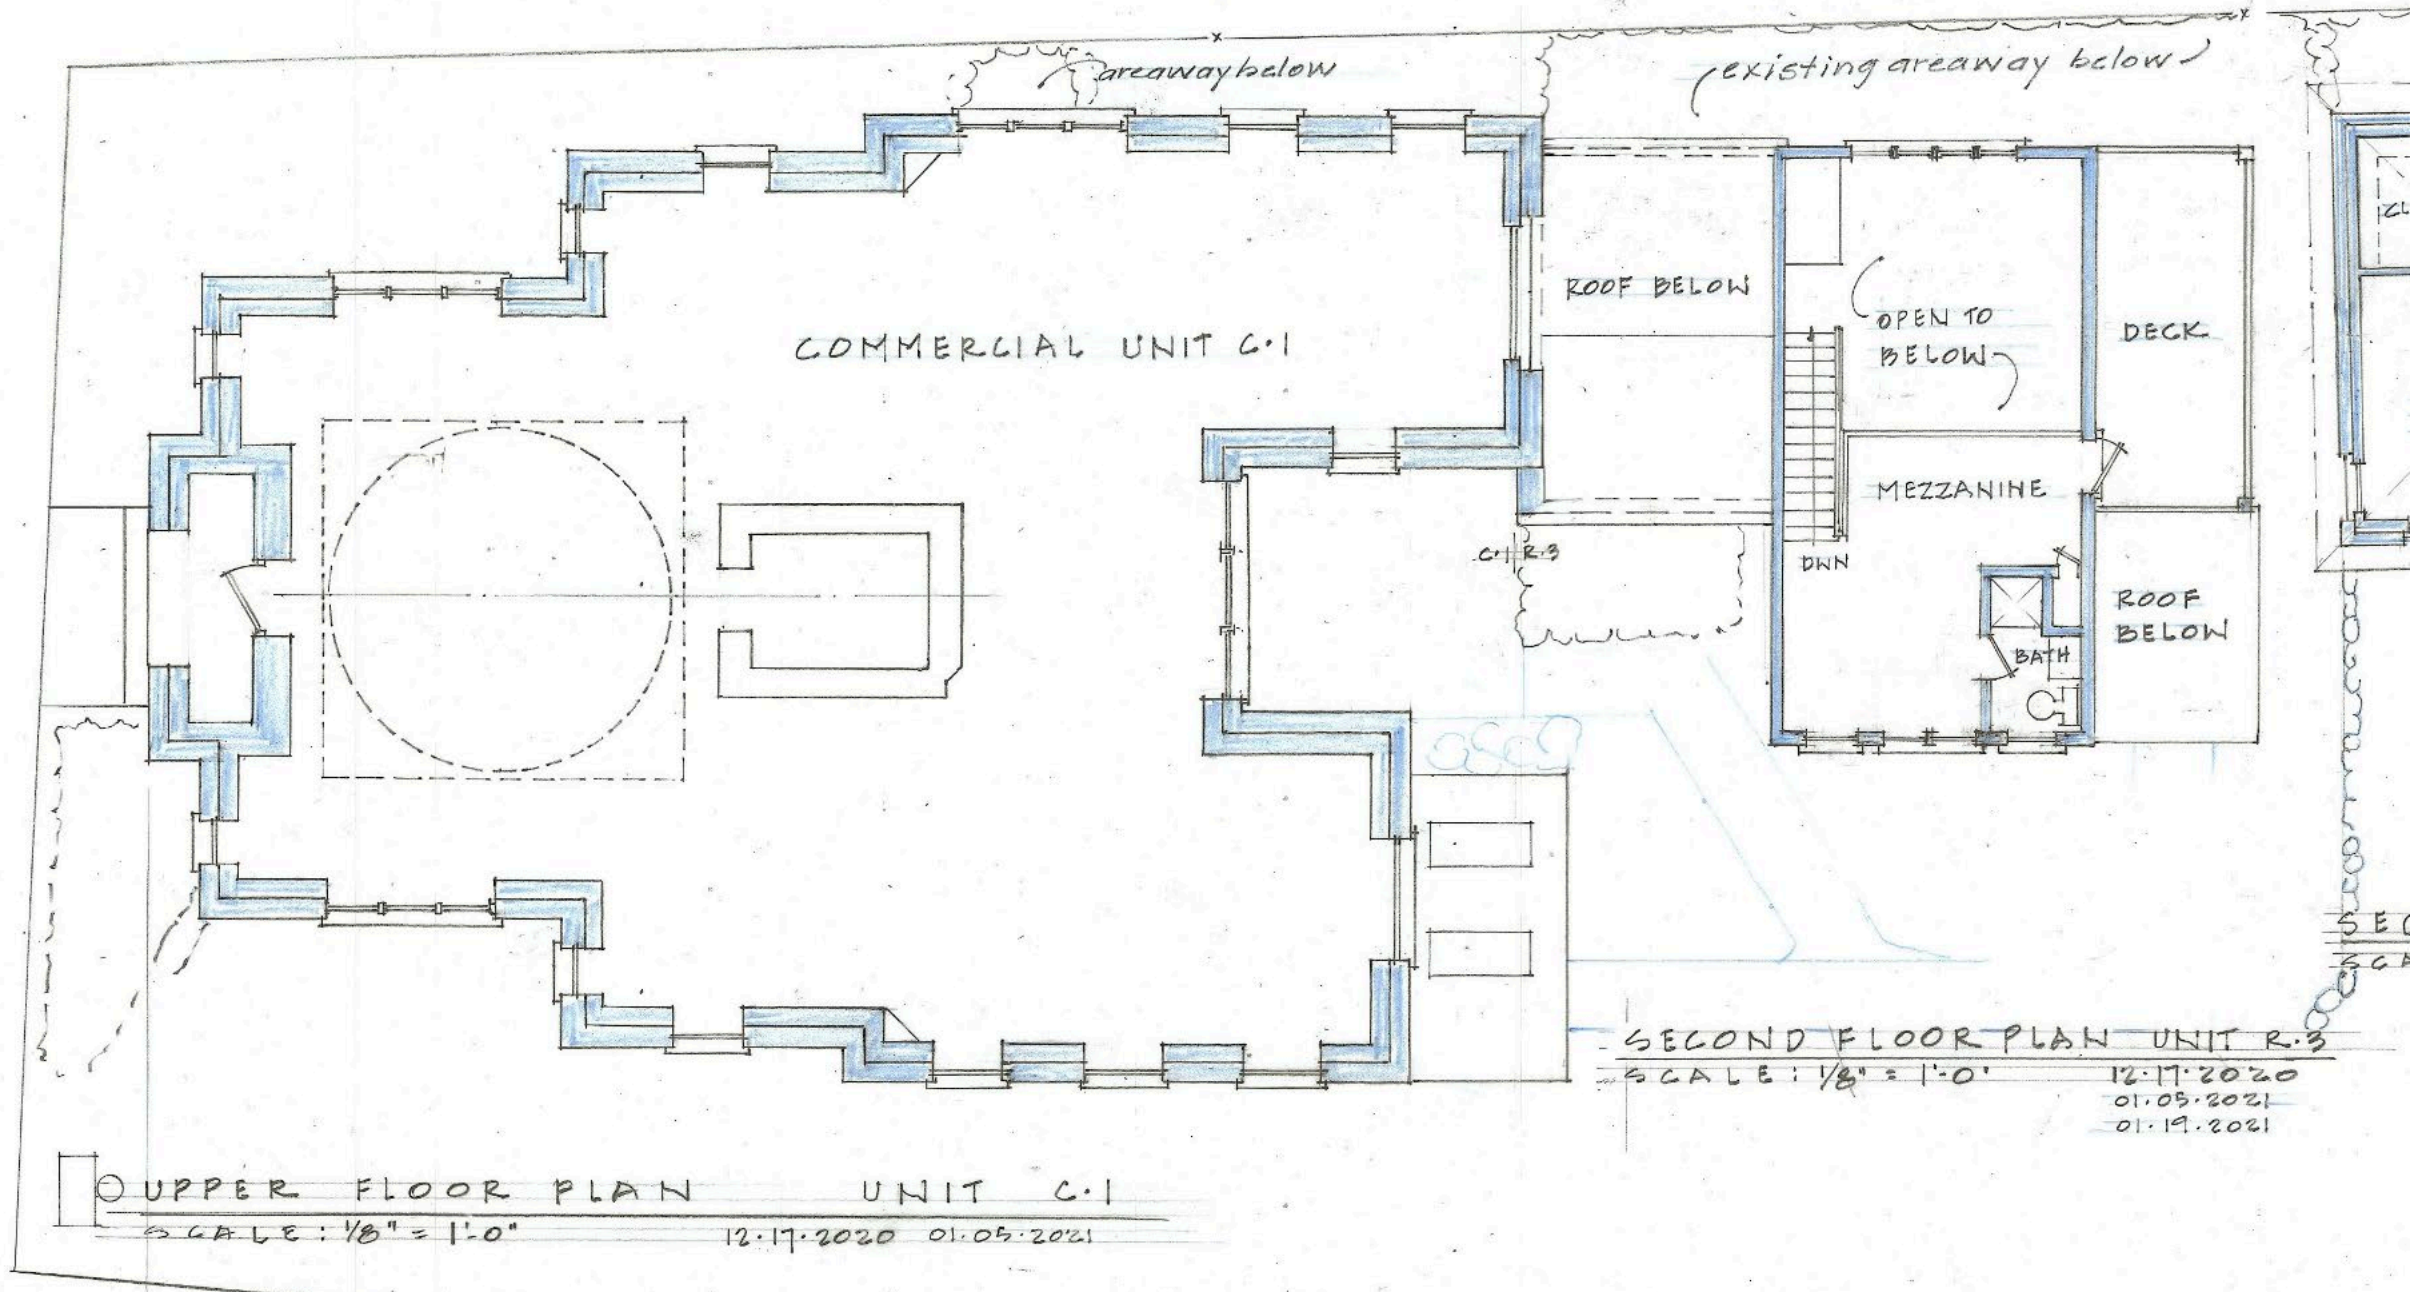 areaway below
existing areaway below
ROOF BELOW
COMMERCIAL UNIT C.1
OPEN TO
BELOW
DECK
MEZZANINE
C.1 R.3
DWN
ROOF
BELOW
BATH
SECOND FLOOR PLAN UNIT R.3
SCALE: 1/8" = 1'-0"
12.17.2020
01.05.2021
01.19.2021
UPPER FLOOR PLAN UNIT C.1
SCALE: 1/8" = 1'-0"
12.17.2020 01.05.2021